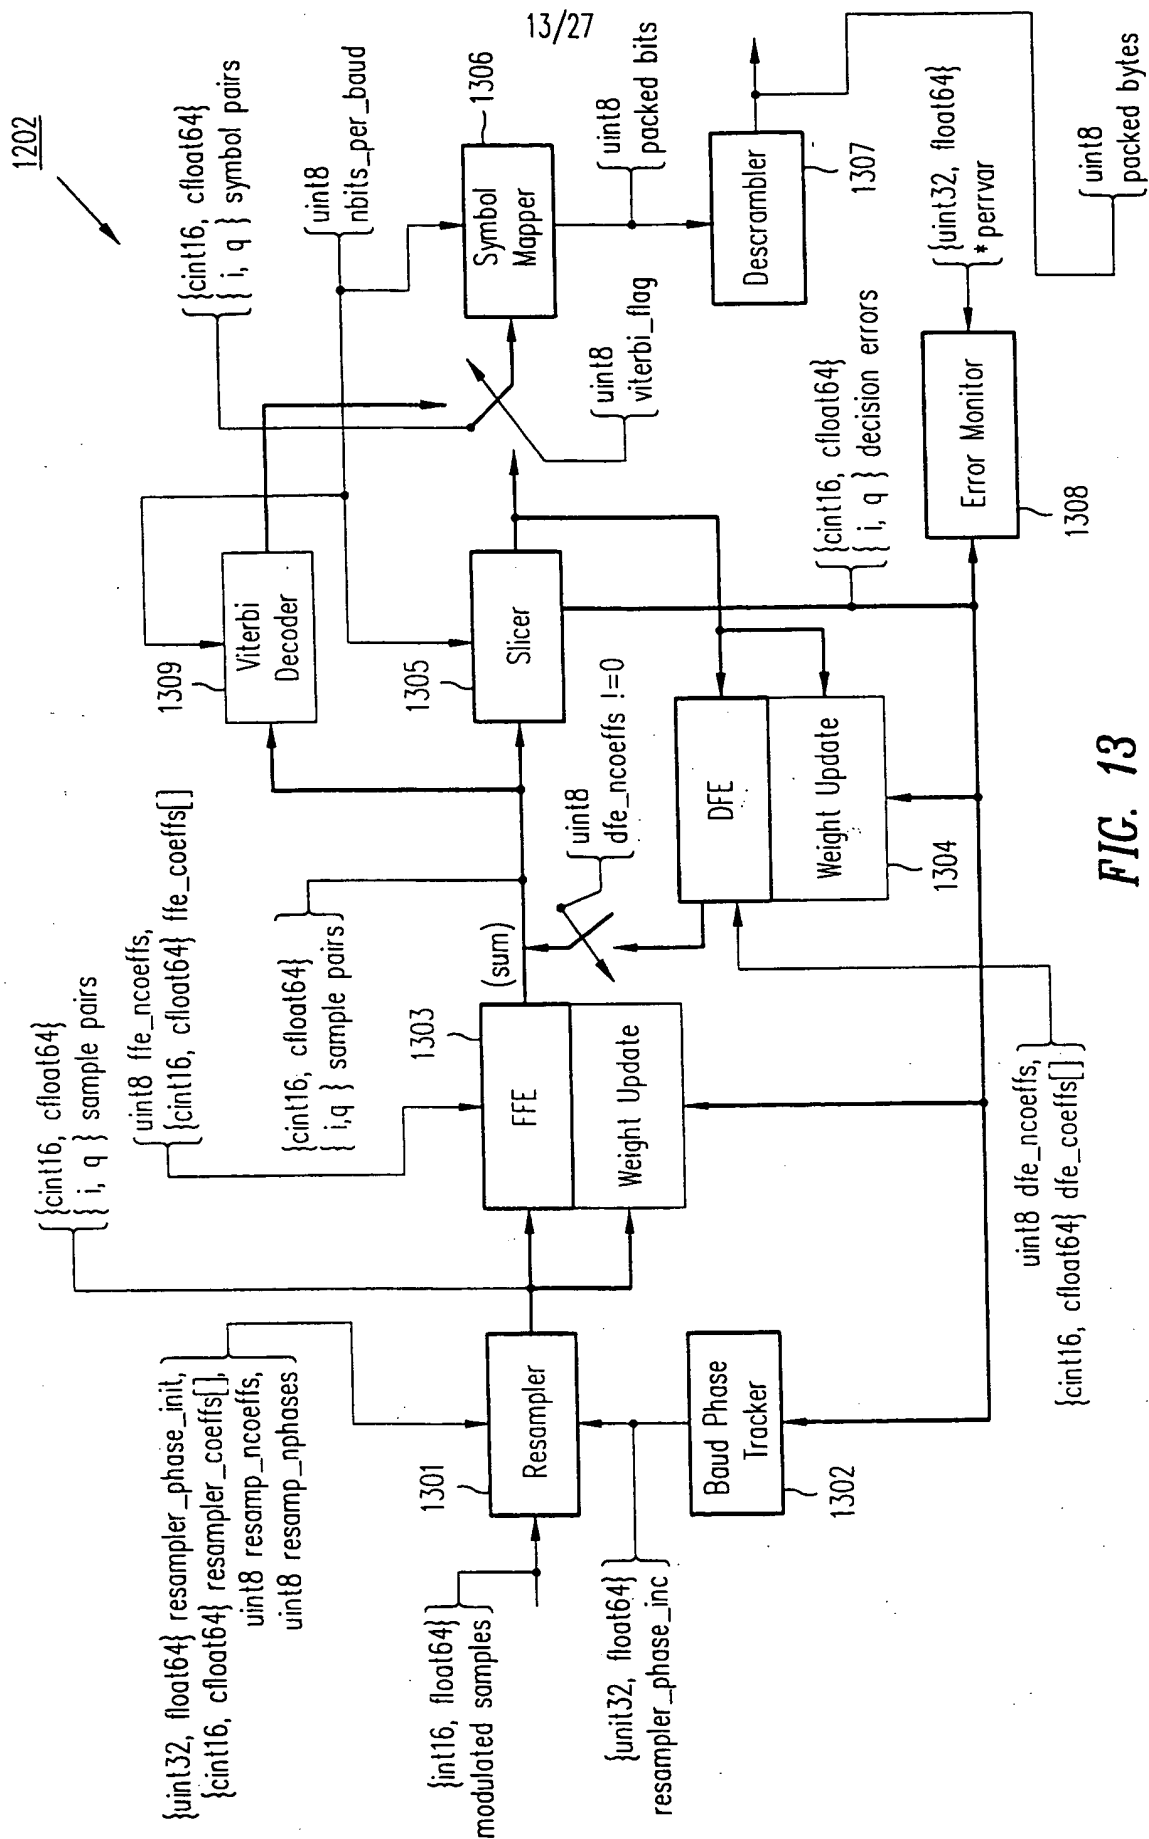 13/27
1202
{uint32, float64} resampler_phase_init,
{cint16, cfloat64} resampler_coeffs[],
uint8 resamp_ncoeffs,
uint8 resamp_nphases
{cint16, cfloat64}
{ i, q } sample pairs
uint8 ffe_ncoeffs,
{cint16, cfloat64} ffe_coeffs[]
{cint16, cfloat64}
{ i,q } sample pairs
{cint16, cfloat64}
{ i, q } symbol pairs
uint8
nbits_per_baud
1309
Viterbi
Decoder
{int16, float64}
modulated samples
1301
Resampler
{unit32, float64}
resampler_phase_inc
Baud Phase
Tracker
1302
1303
FFE
Weight Update
(sum)
uint8
dfe_ncoeffs !=0
1305
Slicer
uint8
viterbi_flag
1306
Symbol
Mapper
uint8
packed bits
Descrambler
1307
uint8
packed bytes
DFE
Weight Update
1304
{cint16, cfloat64}
{ i, q } decision errors
{uint32, float64}
*perrvar
Error Monitor
1308
uint8 dfe_ncoeffs,
{cint16, cfloat64} dfe_coeffs[]
FIG. 13